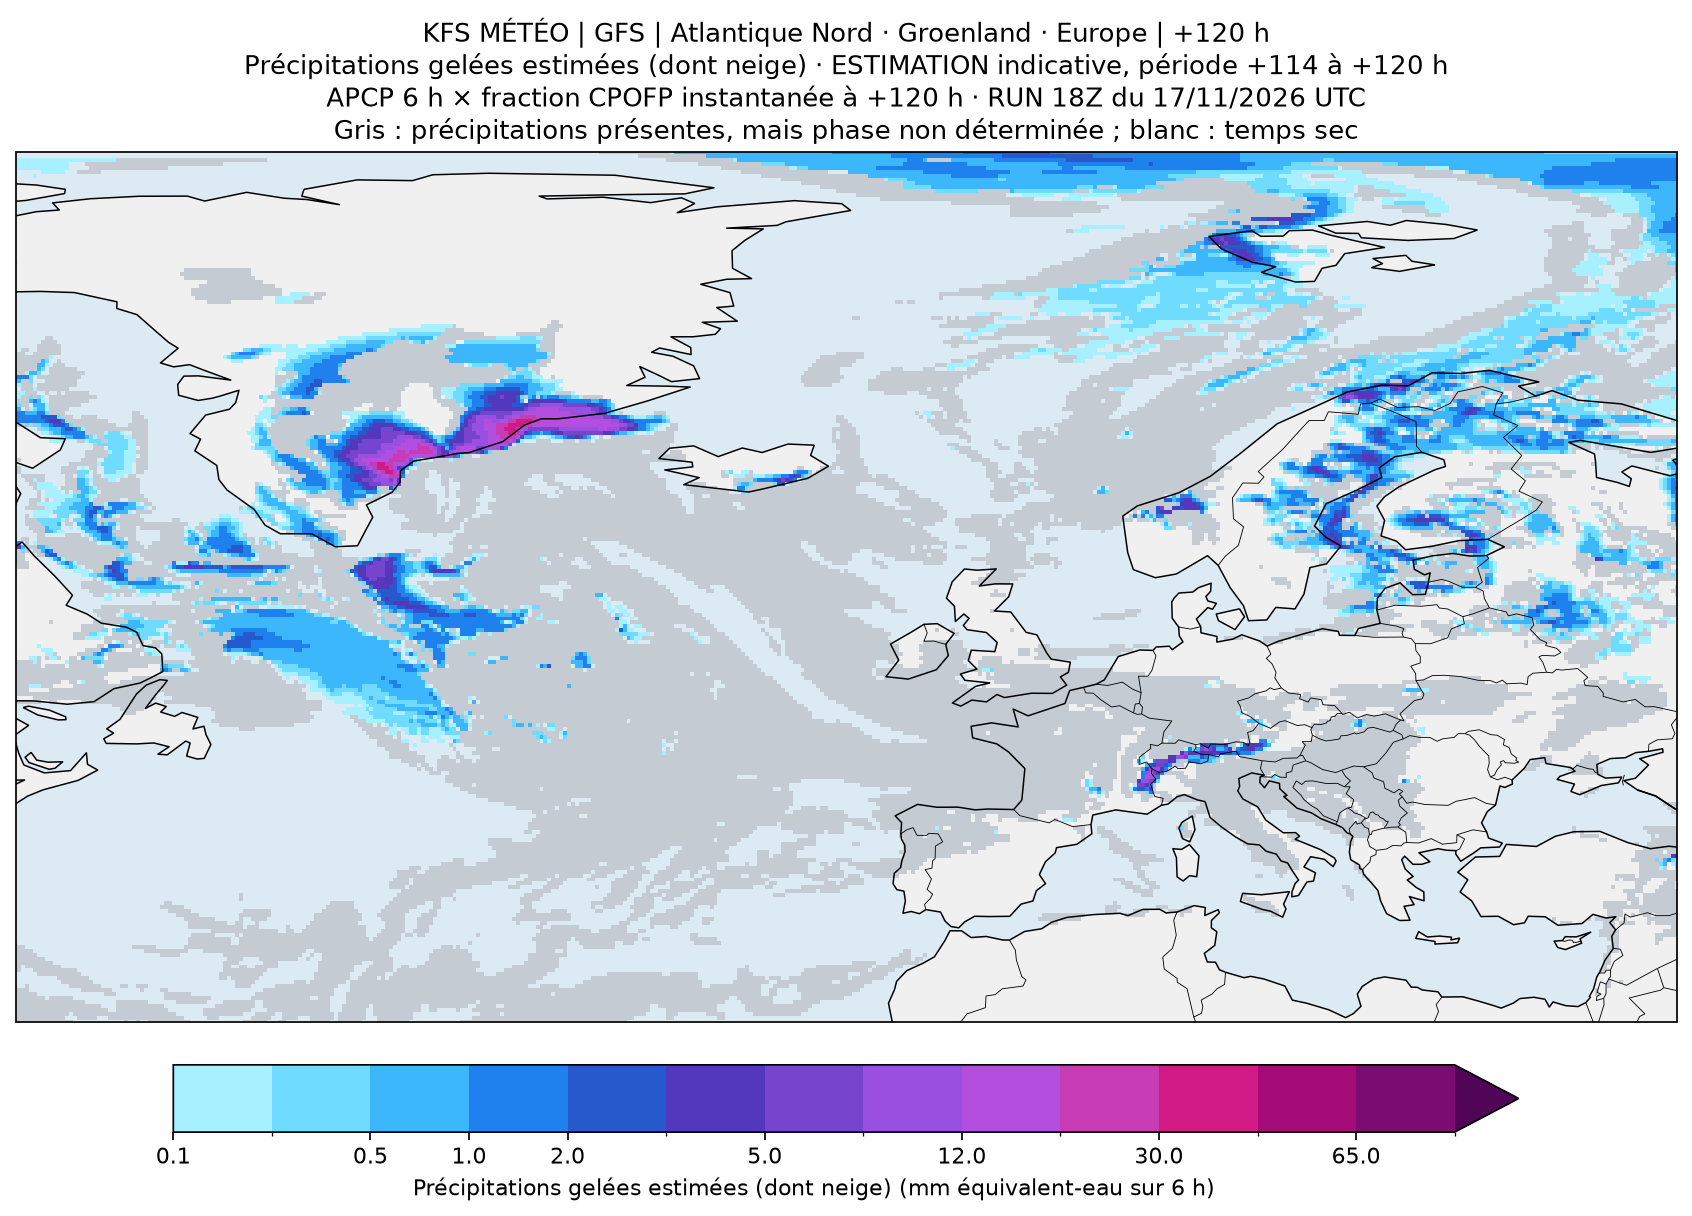 KFS MÉTÉO | GFS | Atlantique Nord · Groenland · Europe | +120 h
Précipitations gelées estimées (dont neige) · ESTIMATION indicative, période +114 à +120 h
APCP 6 h × fraction CPOFP instantanée à +120 h · RUN 18Z du 17/11/2026 UTC
Gris : précipitations présentes, mais phase non déterminée ; blanc : temps sec
0.1 0.5 1.0 2.0 5.0 12.0 30.0 65.0
Précipitations gelées estimées (dont neige) (mm équivalent-eau sur 6 h)